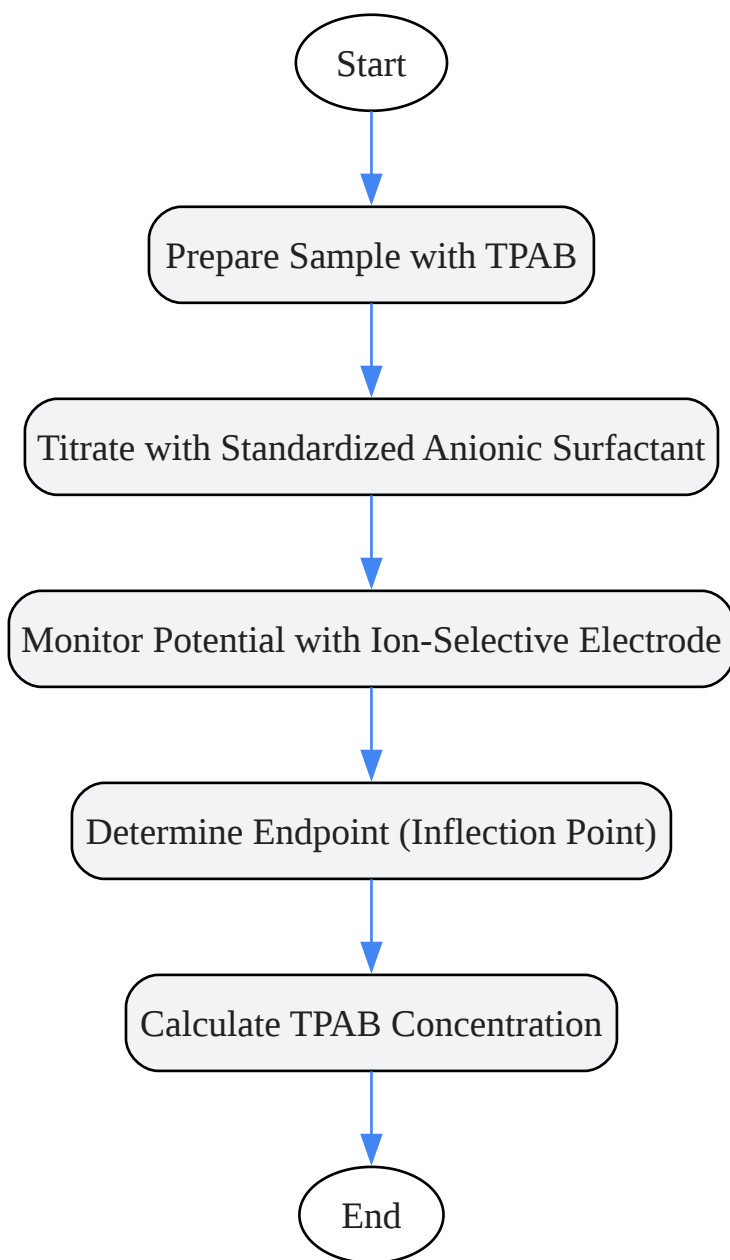 Start
Prepare Sample with TPAB
Titrate with Standardized Anionic Surfactant
Monitor Potential with Ion-Selective Electrode
Determine Endpoint (Inflection Point)
Calculate TPAB Concentration
End